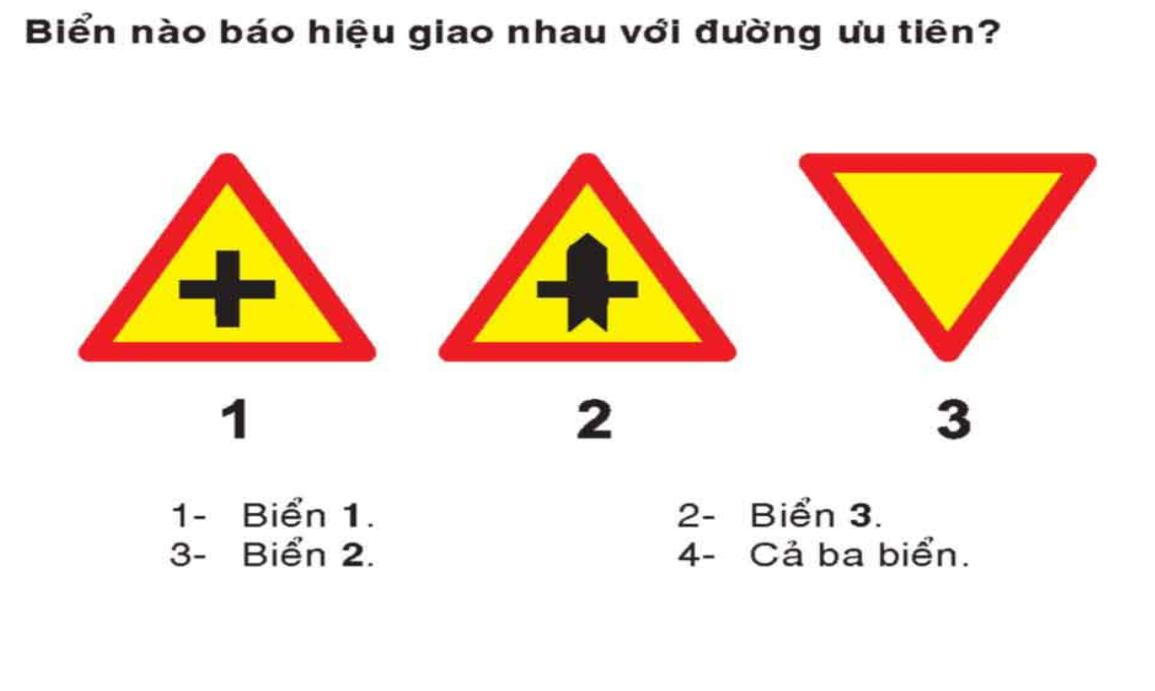 Biển nào báo hiệu giao nhau với đường ưu tiên?
1 2 3
1- Biển 1. 2- Biển 3.
3- Biển 2. 4- Cả ba biển.